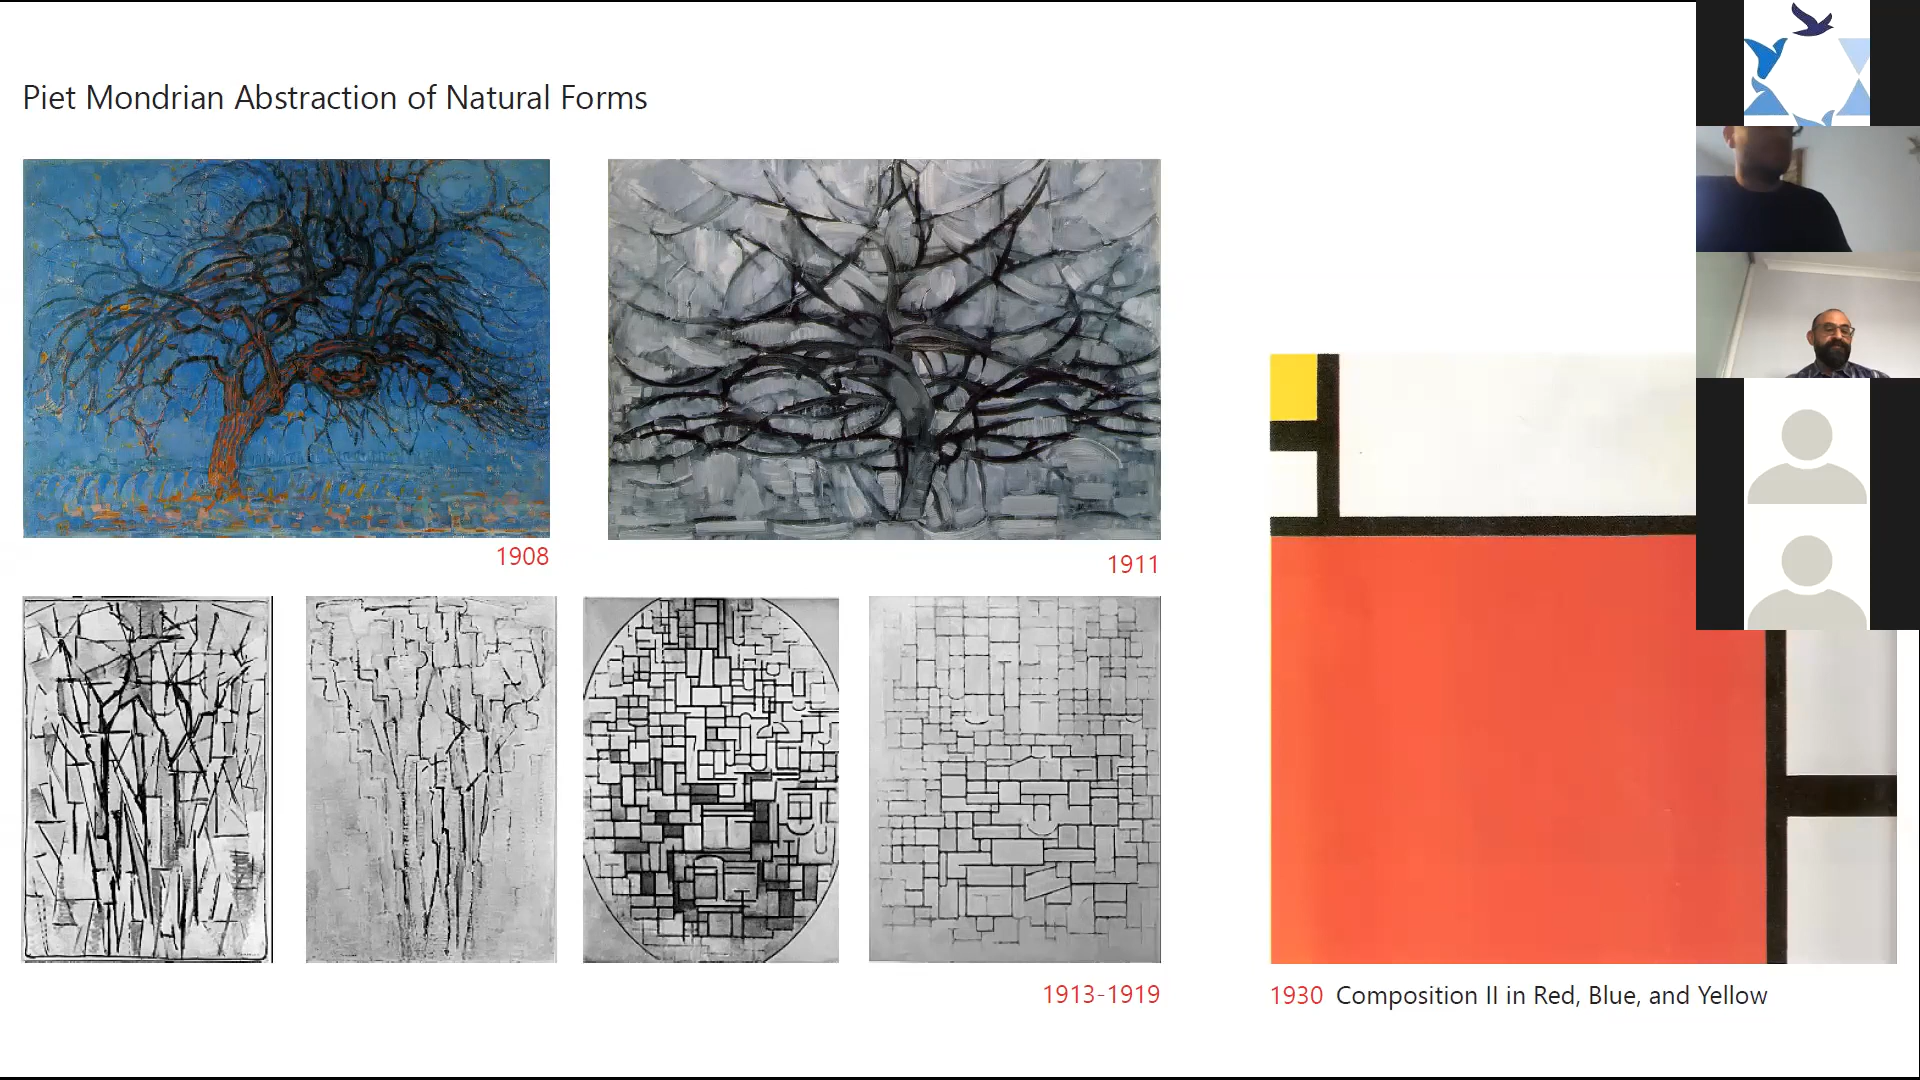 Piet Mondrian Abstraction of Natural Forms
1908
1911
1913-1919
1930 Composition II in Red, Blue, and Yellow